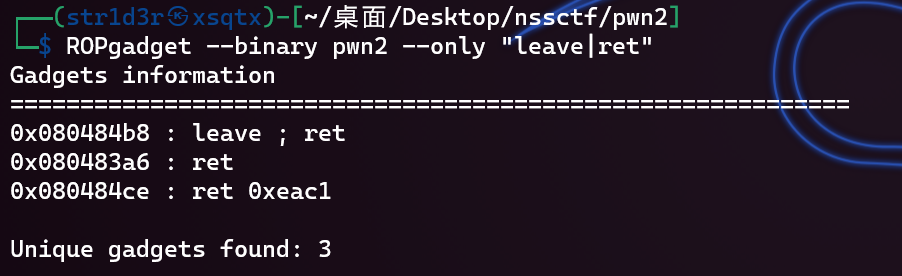 ┌──(str1d3r㉿xsqtx)-[~/桌面/Desktop/nssctf/pwn2]
└─$ ROPgadget --binary pwn2 --only "leave|ret"
Gadgets information
============================================================
0x080484b8 : leave ; ret
0x080483a6 : ret
0x080484ce : ret 0xeac1
Unique gadgets found: 3